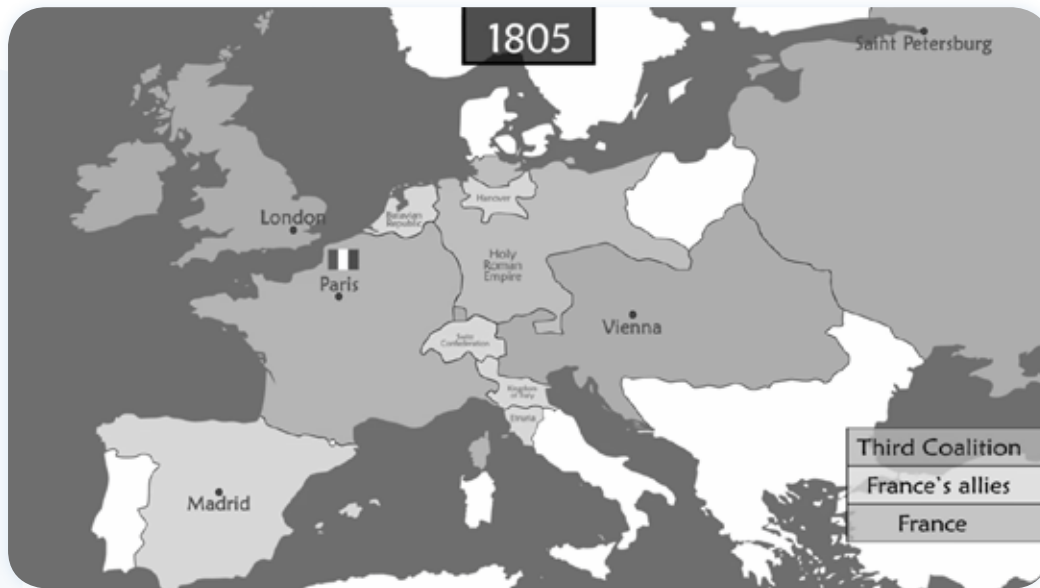 1805
Saint Petersburg
London
Batavian
Republic
Hanover
Holy
Roman
Empire
Paris
Vienna
Swiss
Confederation
Kingdom
of Italy
Etruria
Madrid
Third Coalition
France's allies
France